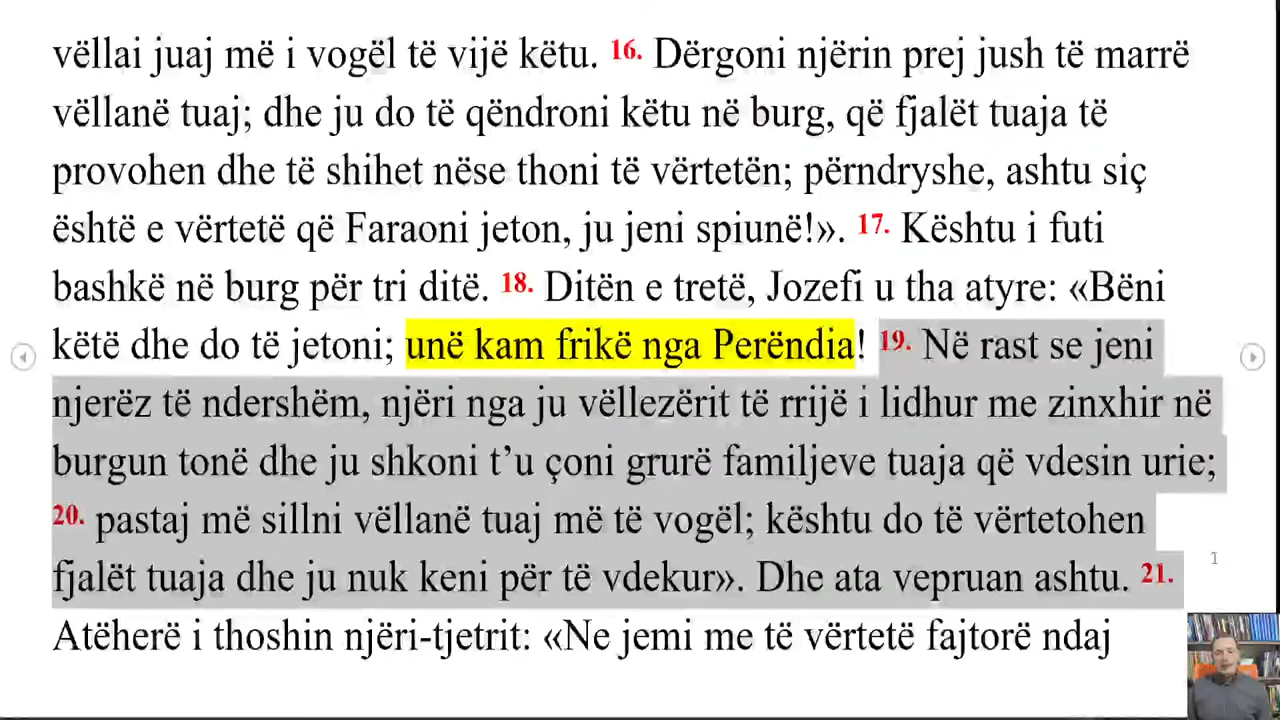 vëllai juaj më i vogël të vijë këtu. 16. Dërgoni njërin prej jush të marrë
vëllanë tuaj; dhe ju do të qëndroni këtu në burg, që fjalët tuaja të
provohen dhe të shihet nëse thoni të vërtetën; përndryshe, ashtu siç
është e vërtetë që Faraoni jeton, ju jeni spiunë!». 17. Kështu i futi
bashkë në burg për tri ditë. 18. Ditën e tretë, Jozefi u tha atyre: «Bëni
këtë dhe do të jetoni; unë kam frikë nga Perëndia! 19. Në rast se jeni
njerëz të ndershëm, njëri nga ju vëllezërit të rrijë i lidhur me zinxhir në
burgun tonë dhe ju shkoni t’u çoni grurë familjeve tuaja që vdesin urie;
20. pastaj më sillni vëllanë tuaj më të vogël; kështu do të vërtetohen
fjalët tuaja dhe ju nuk keni për të vdekur». Dhe ata vepruan ashtu. 21.
Atëherë i thoshin njëri-tjetrit: «Ne jemi me të vërtetë fajtorë ndaj